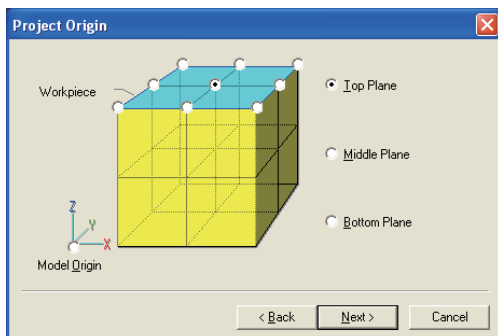 Project Origin
Workpiece
Top Plane
Middle Plane
Z
Y
X
Bottom Plane
Model Origin
< Back
Next >
Cancel